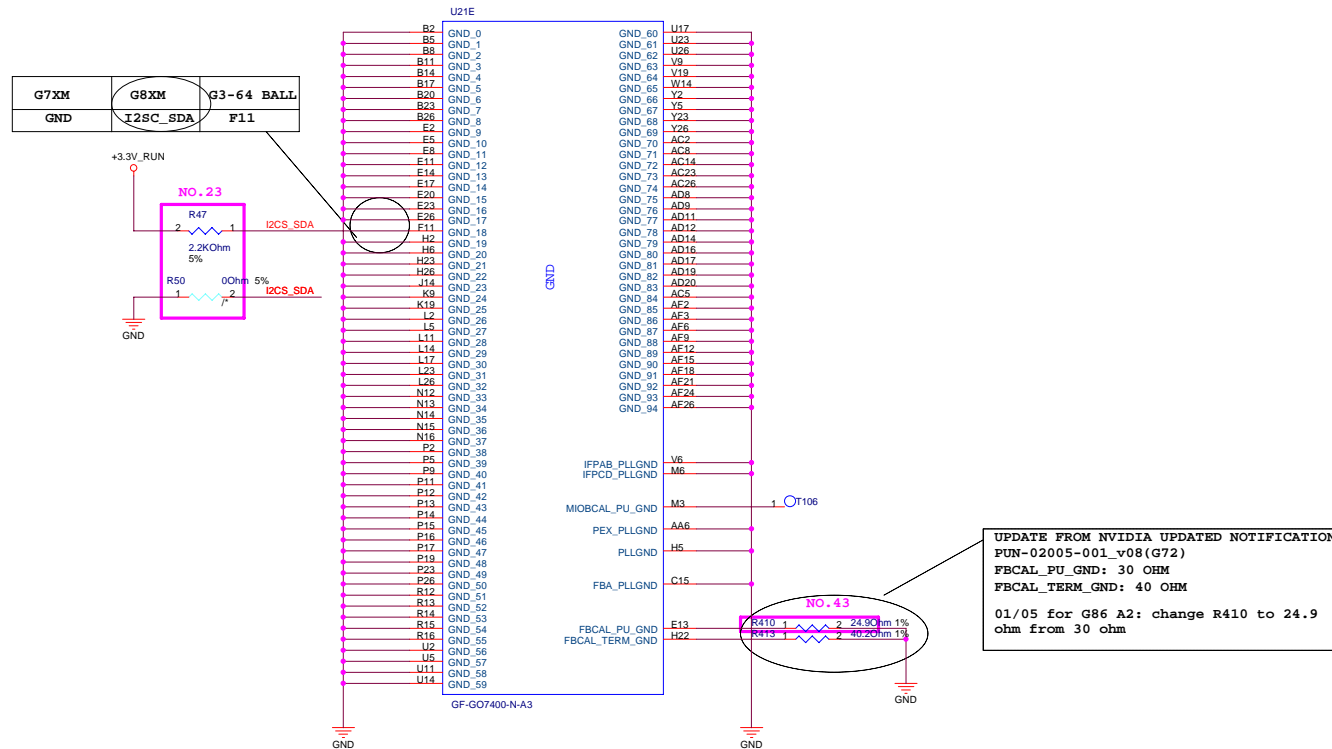 U21E
G7XM G8XM G3-64 BALL
GND I2SC_SDA F11
+3.3V_RUN
NO.23
R47
2 1 I2CS_SDA
2.2KOhm
5%
R50 0Ohm 5%
1 2 I2CS_SDA
/*
GND
B2 GND_0
B5 GND_1
B8 GND_2
B11 GND_3
B14 GND_4
B17 GND_5
B20 GND_6
B23 GND_7
B26 GND_8
E2 GND_9
E5 GND_10
E8 GND_11
E11 GND_12
E14 GND_13
E17 GND_14
E20 GND_15
E23 GND_16
E26 GND_17
F11 GND_18
H2 GND_19
H6 GND_20
H23 GND_21
H26 GND_22
J14 GND_23
K9 GND_24
K19 GND_25
L2 GND_26
L5 GND_27
L11 GND_28
L14 GND_29
L17 GND_30
L23 GND_31
L26 GND_32
N12 GND_33
N13 GND_34
N14 GND_35
N15 GND_36
N16 GND_37
P2 GND_38
P5 GND_39
P9 GND_40
P11 GND_41
P12 GND_42
P13 GND_43
P14 GND_44
P15 GND_45
P16 GND_46
P17 GND_47
P19 GND_48
P23 GND_49
P26 GND_50
R12 GND_51
R13 GND_52
R14 GND_53
R15 GND_54
R16 GND_55
U2 GND_56
U5 GND_57
U11 GND_58
U14 GND_59
GND
GND
GND_60 U17
GND_61 U23
GND_62 U26
GND_63 V9
GND_64 V19
GND_65 W14
GND_66 Y2
GND_67 Y5
GND_68 Y23
GND_69 Y26
GND_70 AC2
GND_71 AC8
GND_72 AC14
GND_73 AC23
GND_74 AC26
GND_75 AD8
GND_76 AD9
GND_77 AD11
GND_78 AD12
GND_79 AD14
GND_80 AD16
GND_81 AD17
GND_82 AD19
GND_83 AD20
GND_84 AC5
GND_85 AF2
GND_86 AF3
GND_87 AF6
GND_88 AF9
GND_89 AF12
GND_90 AF15
GND_91 AF18
GND_92 AF21
GND_93 AF24
GND_94 AF26
IFPAB_PLLGND V6
IFPCD_PLLGND M6
MIOBCAL_PU_GND M3 1 T106
PEX_PLLGND AA6
PLLGND H5
FBA_PLLGND C15
NO.43
FBCAL_PU_GND E13 R410 1 2 24.9Ohm 1%
FBCAL_TERM_GND H22 R413 1 2 40.2Ohm 1%
GND
GND
GF-GO7400-N-A3
UPDATE FROM NVIDIA UPDATED NOTIFICATION
PUN-02005-001_v08(G72)
FBCAL_PU_GND: 30 OHM
FBCAL_TERM_GND: 40 OHM
01/05 for G86 A2: change R410 to 24.9
ohm from 30 ohm